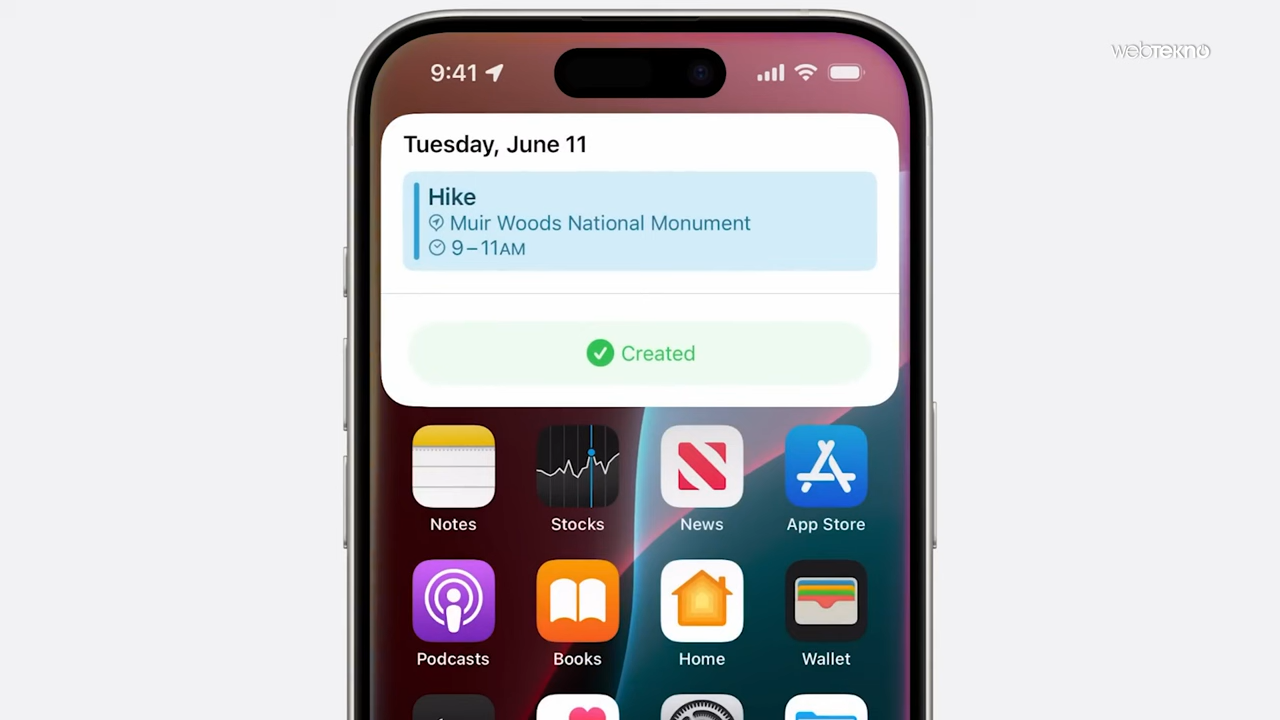 webtekno
9:41
Tuesday, June 11
Hike
Muir Woods National Monument
9–11AM
Created
Notes
Stocks
News
App Store
Podcasts
Books
Home
Wallet